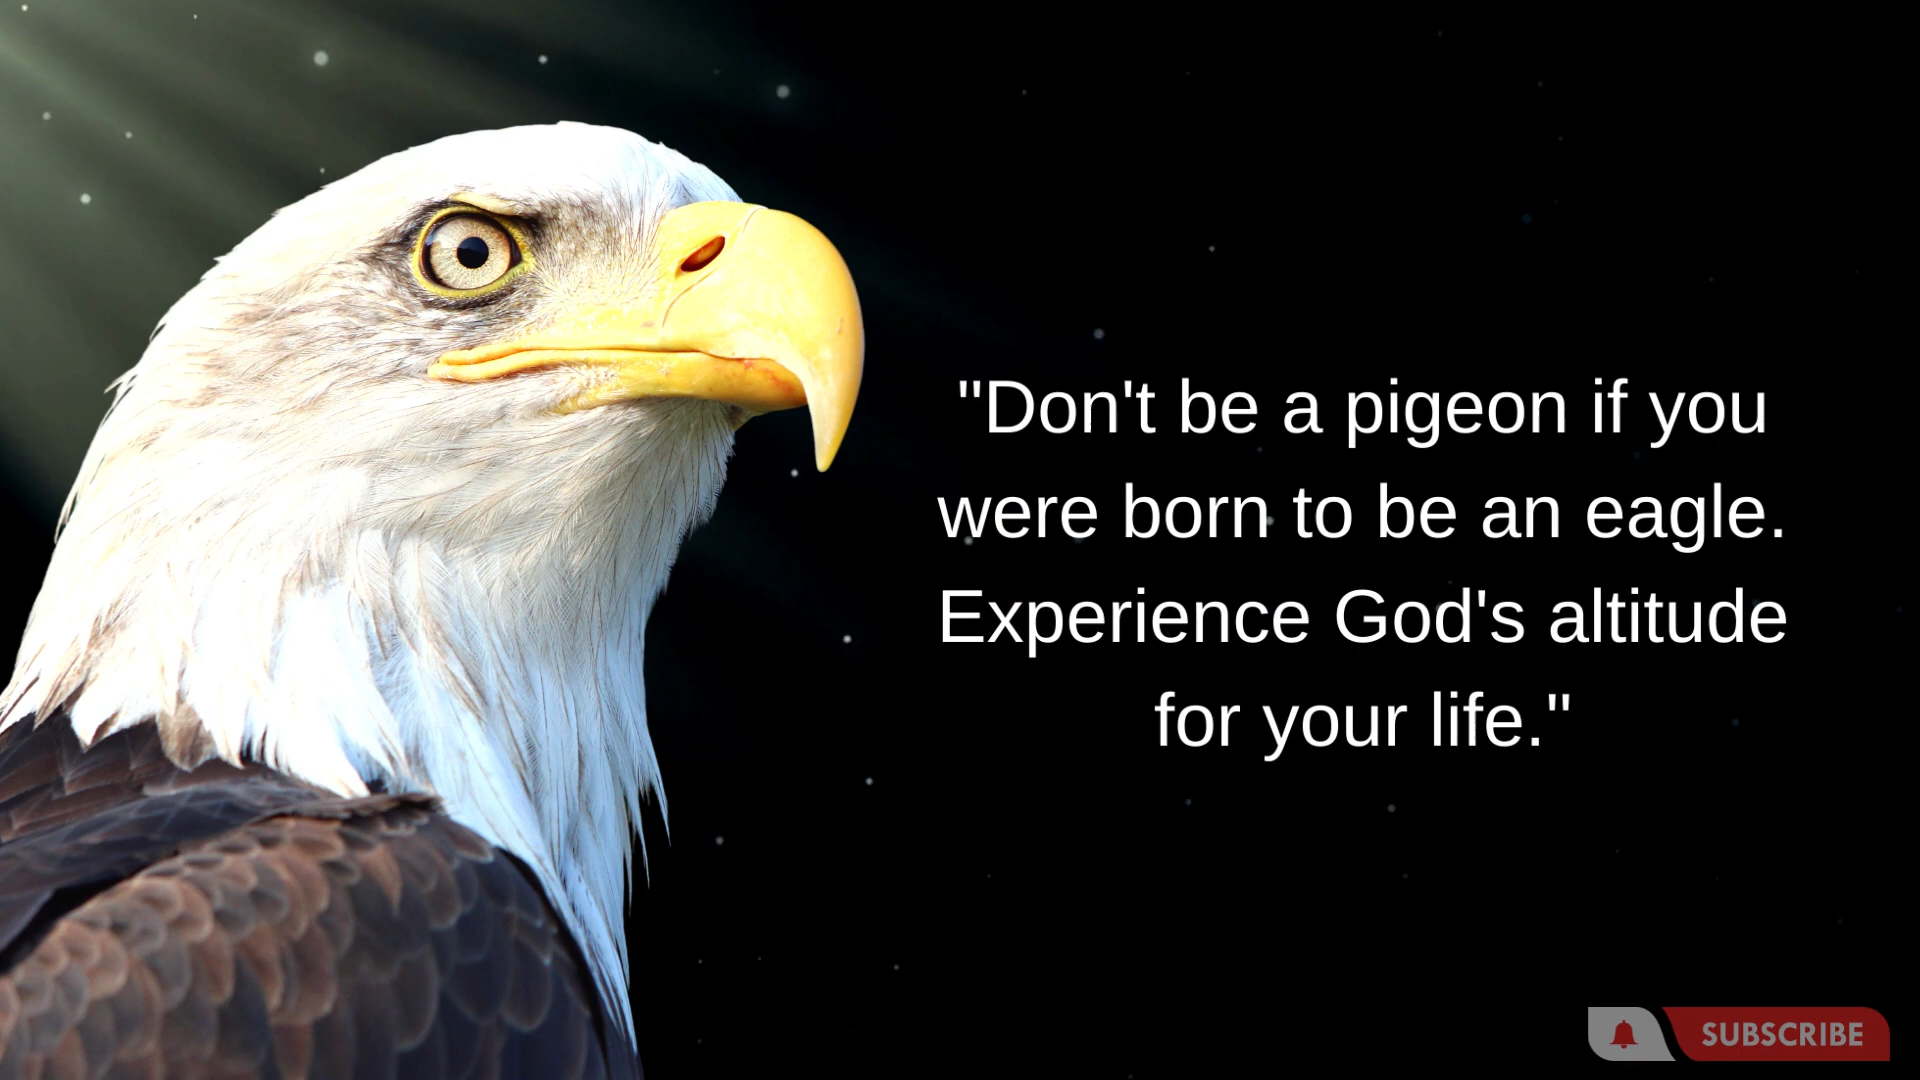 "Don't be a pigeon if you
were born to be an eagle.
Experience God's altitude
for your life."
SUBSCRIBE